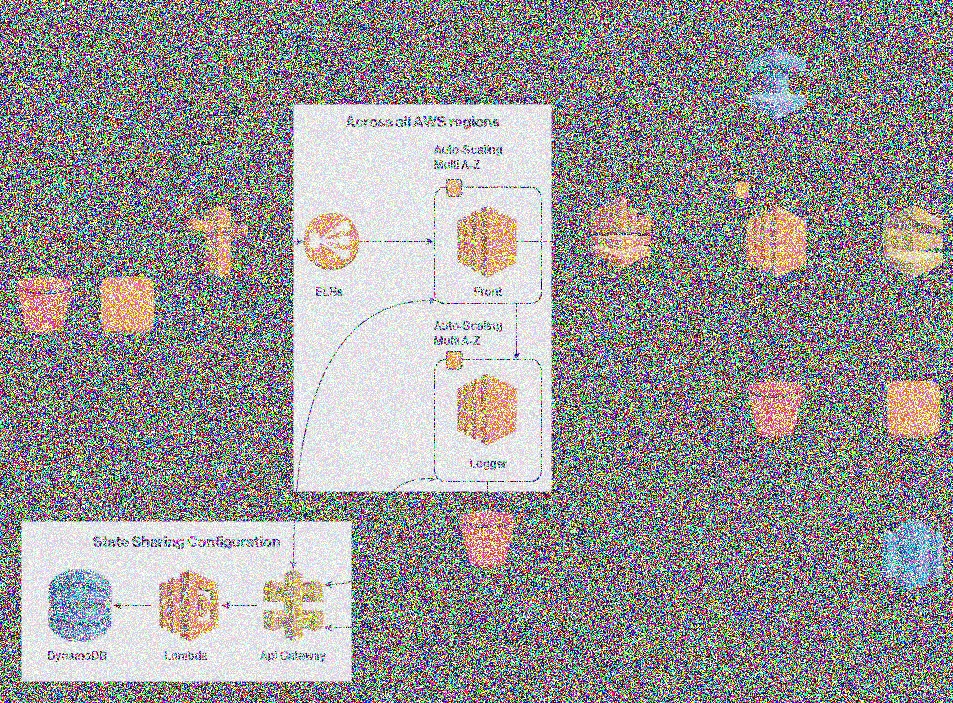 Across all AWS regions
Auto-Scaling
Multi A-Z
ELBs
Front
Auto-Scaling
Multi A-Z
Logger
State Sharing Configuration
DynamoDB
Lambda
Api Gateway